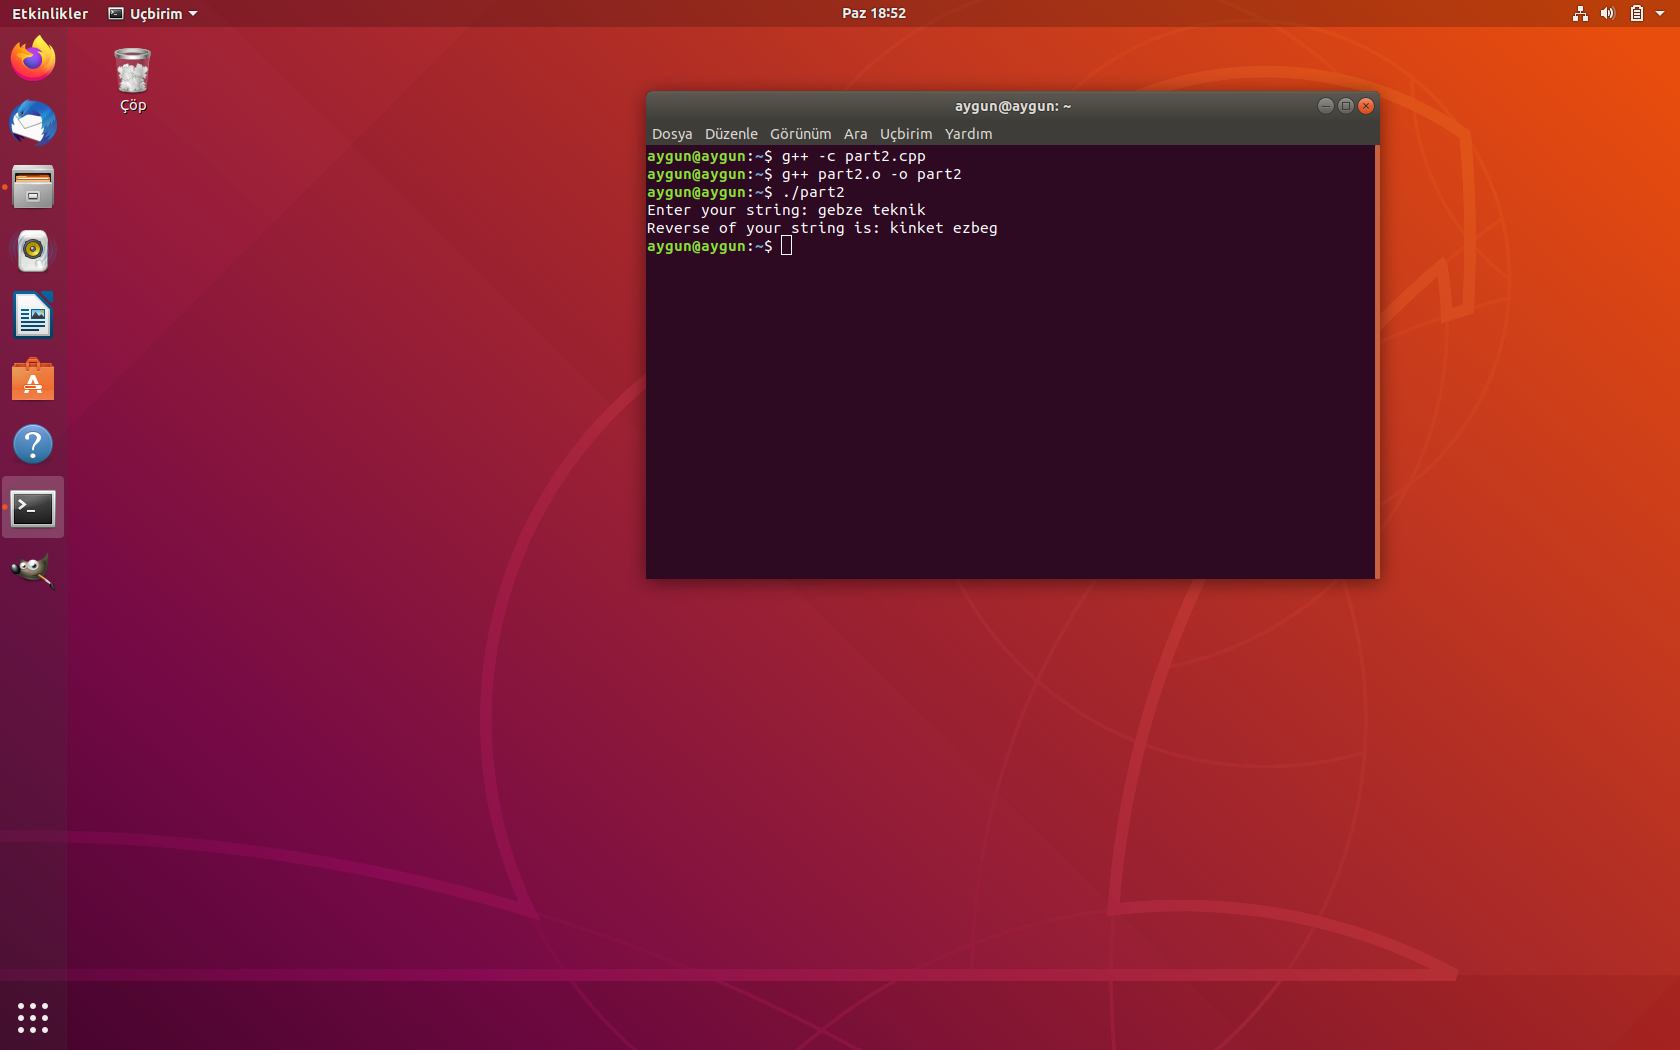 Etkinlikler Uçbirim Paz 18:52
Çöp
aygun@aygun: ~
Dosya Düzenle Görünüm Ara Uçbirim Yardım
aygun@aygun:~$ g++ -c part2.cpp
aygun@aygun:~$ g++ part2.o -o part2
aygun@aygun:~$ ./part2
Enter your string: gebze teknik
Reverse of your string is: kinket ezbeg
aygun@aygun:~$